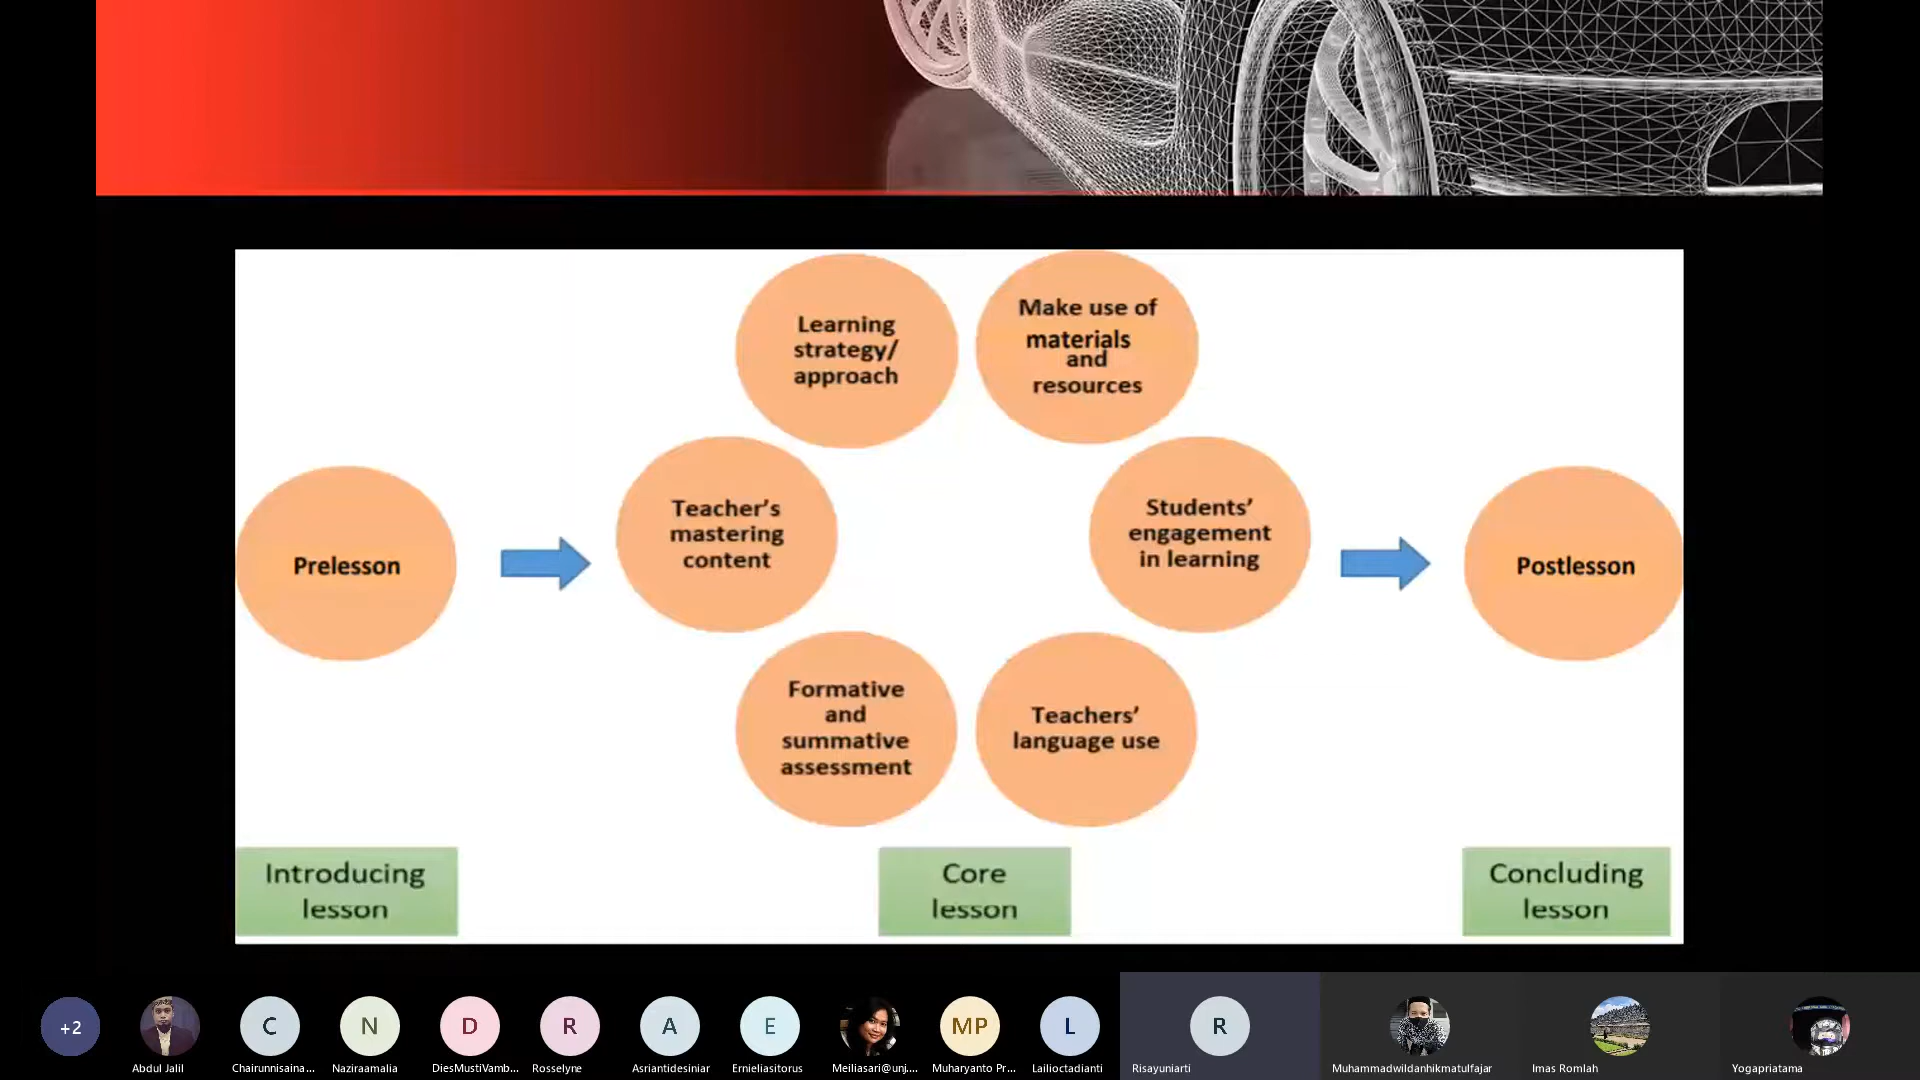 Learning
strategy/
approach
Make use of
materials
and
resources
Teacher’s
mastering
content
Students’
engagement
in learning
Prelesson
Postlesson
Formative
and
summative
assessment
Teachers’
language use
Introducing
lesson
Core
lesson
Concluding
lesson
+2
C
N
D
R
A
E
MP
L
R
Abdul Jalil
Chairunnisaina...
Naziraamalia
DiesMustiVamb...
Rosselyne
Asriantidesiniar
Ernieliasitorus
Meiliasari@unj....
Muharyanto Pr...
Lailioctadianti
Risayuniarti
Muhammadwildanhikmatulfajar
Imas Romlah
Yogapriatama